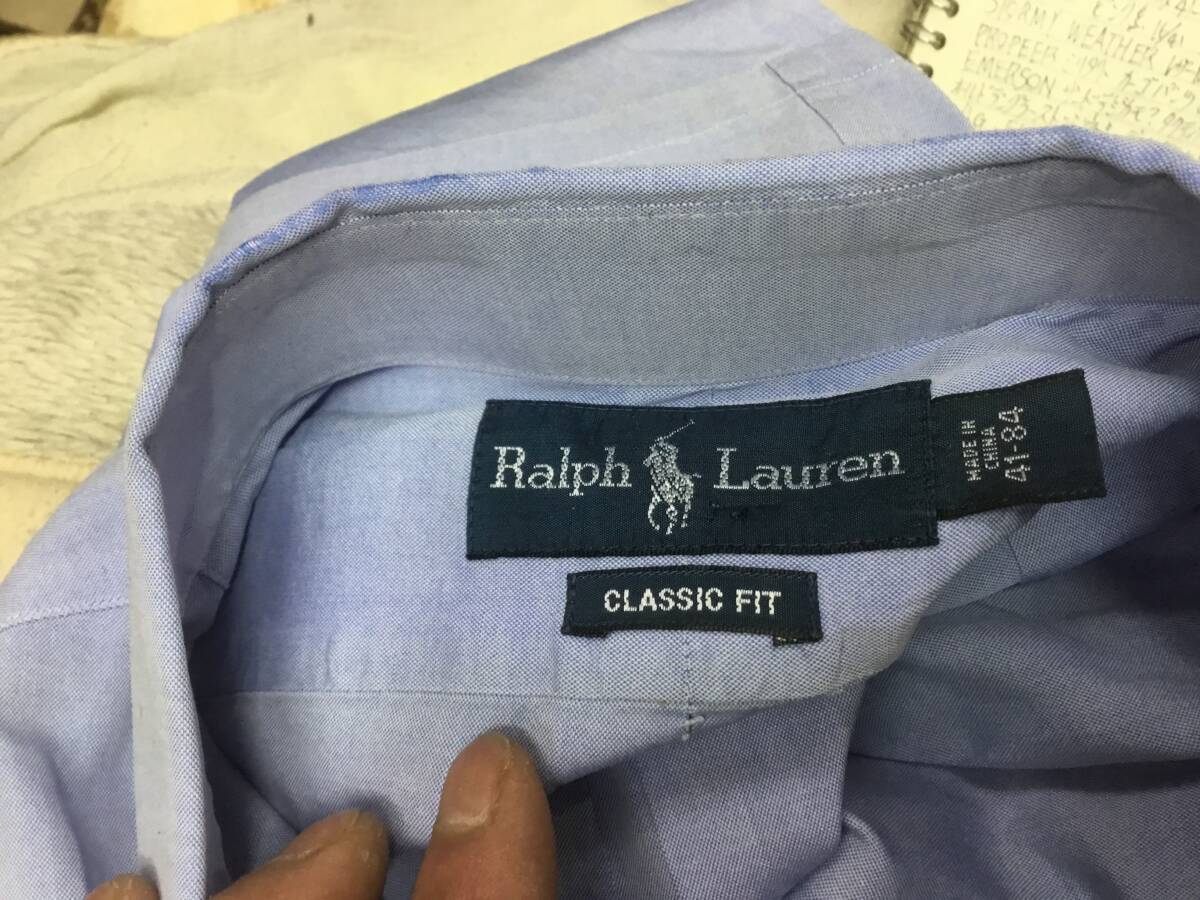 Ralph Lauren
MADE IN
CHINA
41-84
CLASSIC FIT
STORMY WEATHER
PROPEER
EMERSON